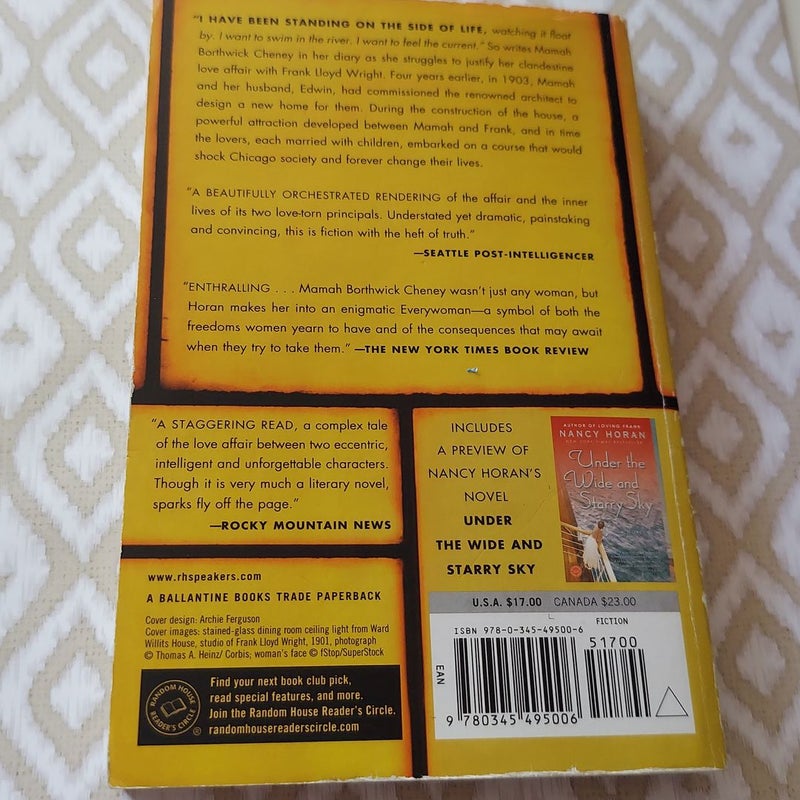 "I HAVE BEEN STANDING ON THE SIDE OF LIFE, watching it float
by. I want to swim in the river. I want to feel the current." So writes Mamah
Borthwick Cheney in her diary as she struggles to justify her clandestine
love affair with Frank Lloyd Wright. Four years earlier, in 1903, Mamah
and her husband, Edwin, had commissioned the renowned architect to
design a new home for them. During the construction of the house, a
powerful attraction developed between Mamah and Frank, and in time
the lovers, each married with children, embarked on a course that would
shock Chicago society and forever change their lives.
"A BEAUTIFULLY ORCHESTRATED RENDERING of the affair and the inner
lives of its two love-torn principals. Understated yet dramatic, painstaking
and convincing, this is fiction with the heft of truth."
—SEATTLE POST-INTELLIGENCER
"ENTHRALLING . . . Mamah Borthwick Cheney wasn't just any woman, but
Horan makes her into an enigmatic Everywoman—a symbol of both the
freedoms women yearn to have and of the consequences that may await
when they try to take them." —THE NEW YORK TIMES BOOK REVIEW
"A STAGGERING READ, a complex tale
of the love affair between two eccentric,
intelligent and unforgettable characters.
Though it is very much a literary novel,
sparks fly off the page."
—ROCKY MOUNTAIN NEWS
INCLUDES
A PREVIEW OF
NANCY HORAN'S
NOVEL
UNDER
THE WIDE AND
STARRY SKY
AUTHOR OF LOVING FRANK
NANCY HORAN
NEW YORK TIMES BESTSELLER
Under the
Wide and
Starry Sky
www.rhspeakers.com
A BALLANTINE BOOKS TRADE PAPERBACK
Cover design: Archie Ferguson
Cover images: stained-glass dining room ceiling light from Ward
Willits House, studio of Frank Lloyd Wright, 1901, photograph
© Thomas A. Heinz/ Corbis; woman's face © fStop/SuperStock
RANDOM HOUSE
READER'S CIRCLE
®
Find your next book club pick,
read special features, and more.
Join the Random House Reader's Circle.
randomhousereaderscircle.com
U.S.A. $17.00 CANADA $23.00
FICTION
ISBN 978-0-345-49500-6
51700
EAN
9 780345 495006